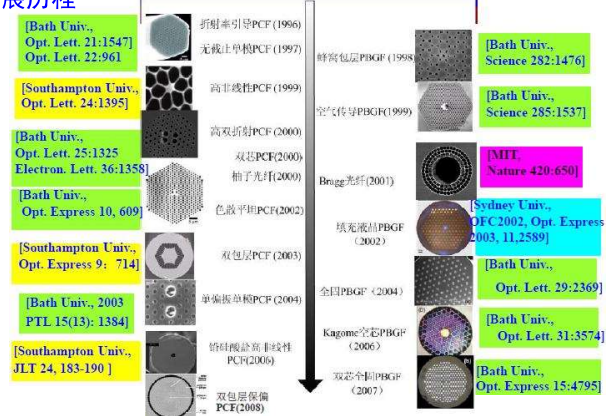 展历程
[Bath Univ.,
Opt. Lett. 21:1547]
Opt. Lett. 22:961
[Southampton Univ.,
Opt. Lett. 24:1395]
[Bath Univ.,
Opt. Lett. 25:1325
Electron. Lett. 36:1358]
[Bath Univ.,
Opt. Express 10, 609]
[Southampton Univ.,
Opt. Express 9: 714]
[Bath Univ., 2003
PTL 15(13): 1384]
[Southampton Univ.,
JLT 24, 183-190 ]
折射率引导PCF (1996)
无截止单模PCF (1997)
高非线性PCF (1999)
高双折射PCF (2000)
双芯PCF(2000)
柚子光纤(2000)
色散平坦PCF(2002)
双包层PCF (2003)
单偏振单模PCF (2004)
铅硅酸盐高非线性
PCF(2006)
双包层保偏
PCF(2008)
蜂窝包层PBGF (1998)
空气传导PBGF(1999)
Bragg光纤(2001)
填充液晶PBGF
(2002)
全固PBGF (2004)
Kagome空芯PBGF
(2006)
双芯全固PBGF
(2007)
[Bath Univ.,
Science 282:1476]
[Bath Univ.,
Science 285:1537]
[MIT,
Nature 420:650]
[Sydney Univ.,
OFC2002, Opt. Express
2003, 11,2589]
[Bath Univ.,
Opt. Lett. 29:2369]
[Bath Univ.,
Opt. Lett. 31:3574]
[Bath Univ.,
Opt. Express 15:4795]